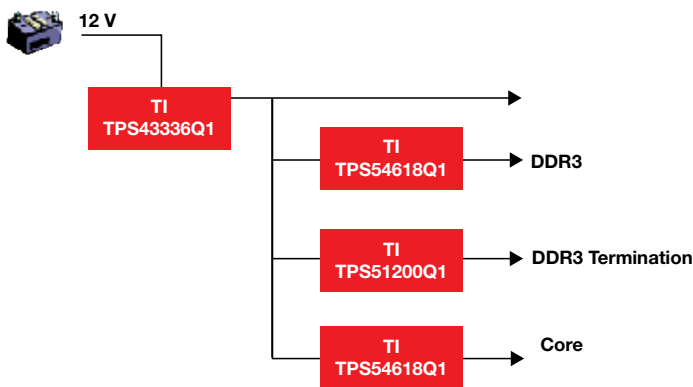 12 V
TI
TPS43336Q1
TI
TPS54618Q1
DDR3
TI
TPS51200Q1
DDR3 Termination
TI
TPS54618Q1
Core